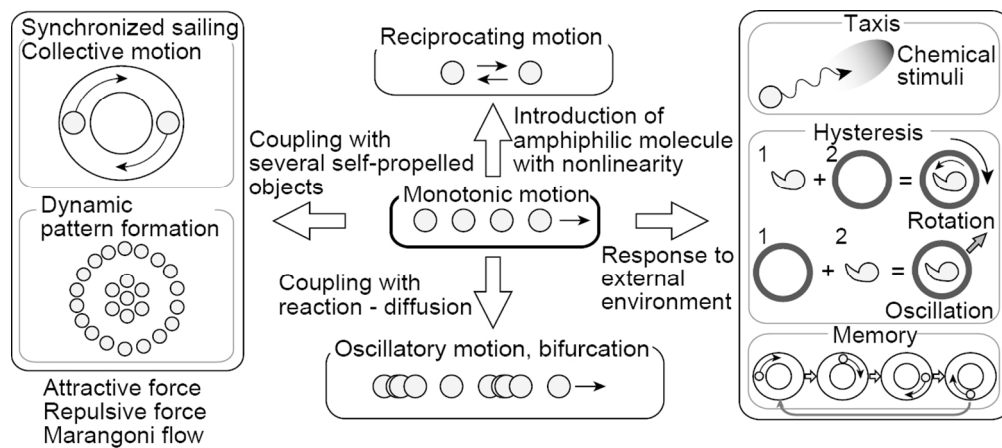 Synchronized sailing
Collective motion
Dynamic
pattern formation
Attractive force
Repulsive force
Marangoni flow
Reciprocating motion
Coupling with
several self-propelled
objects
Introduction of
amphiphilic molecule
with nonlinearity
Monotonic motion
Coupling with
reaction - diffusion
Response to
external
environment
Oscillatory motion, bifurcation
Taxis
Chemical
stimuli
Hysteresis
1 + 2 =
Rotation
1 + 2 =
Oscillation
Memory